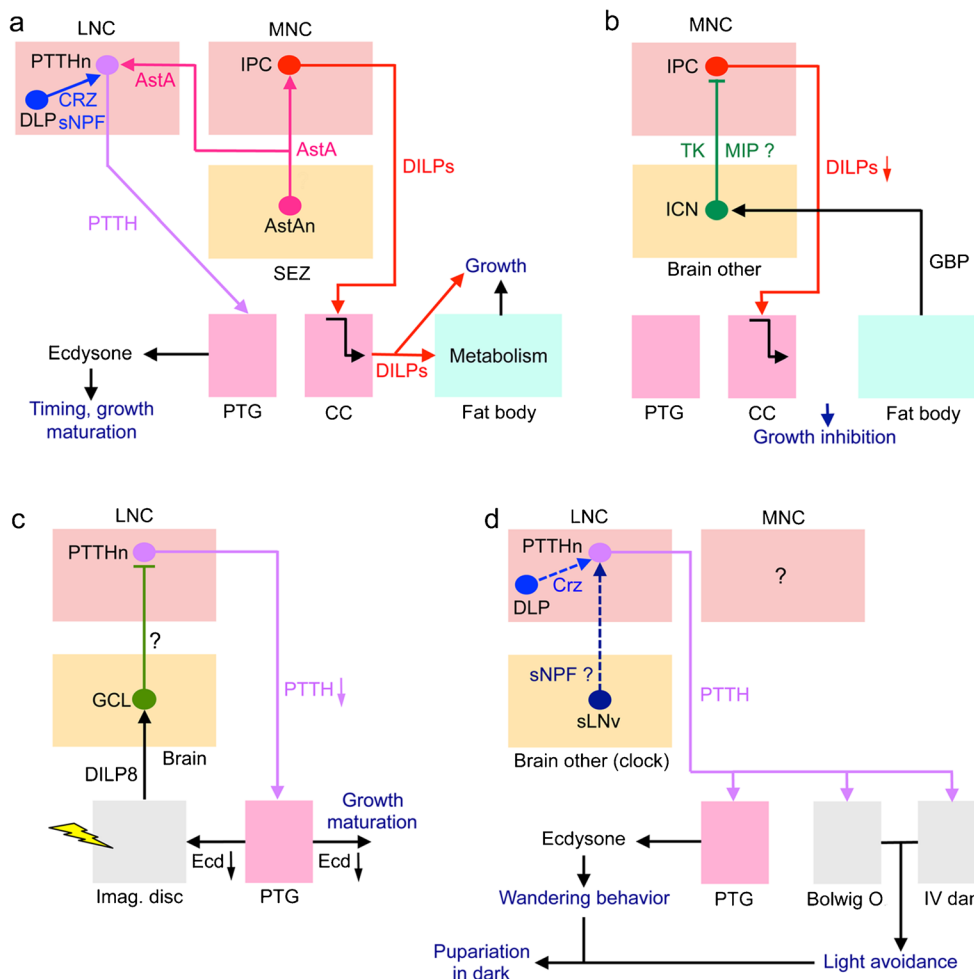 a
LNC
MNC
PTTHn
IPC
AstA
CRZ
DLP
sNPF
AstA
DILPs
PTTH
AstAn
SEZ
Growth
Ecdysone
Metabolism
DILPs
Timing, growth
maturation
PTG
CC
Fat body
b
MNC
IPC
TK
MIP ?
DILPs
ICN
Brain other
GBP
PTG
CC
Fat body
Growth inhibition
c
LNC
PTTHn
?
GCL
PTTH
Brain
DILP8
Growth
maturation
Ecd
Ecd
Imag. disc
PTG
d
LNC
MNC
PTTHn
Crz
DLP
?
sNPF ?
sLNv
PTTH
Brain other (clock)
Ecdysone
Wandering behavior
PTG
Bolwig O.
IV dan
Pupariation
in dark
Light avoidance